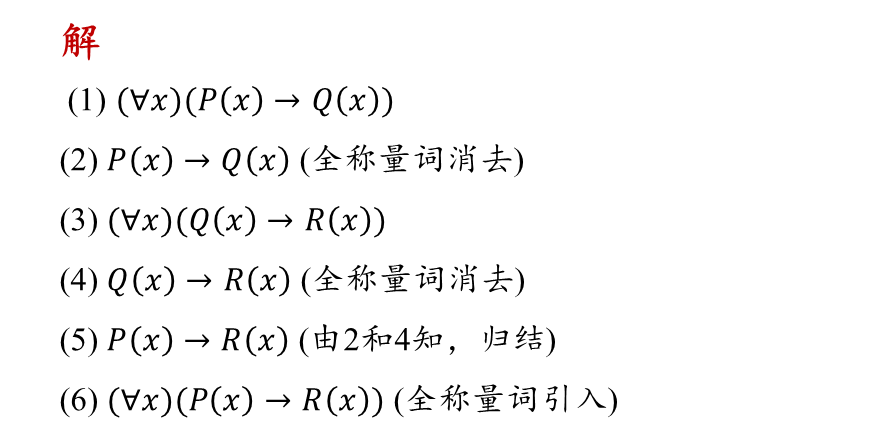 解
(1) (∀x)(P(x) → Q(x))
(2) P(x) → Q(x) (全称量词消去)
(3) (∀x)(Q(x) → R(x))
(4) Q(x) → R(x) (全称量词消去)
(5) P(x) → R(x) (由2和4知，归结)
(6) (∀x)(P(x) → R(x)) (全称量词引入)